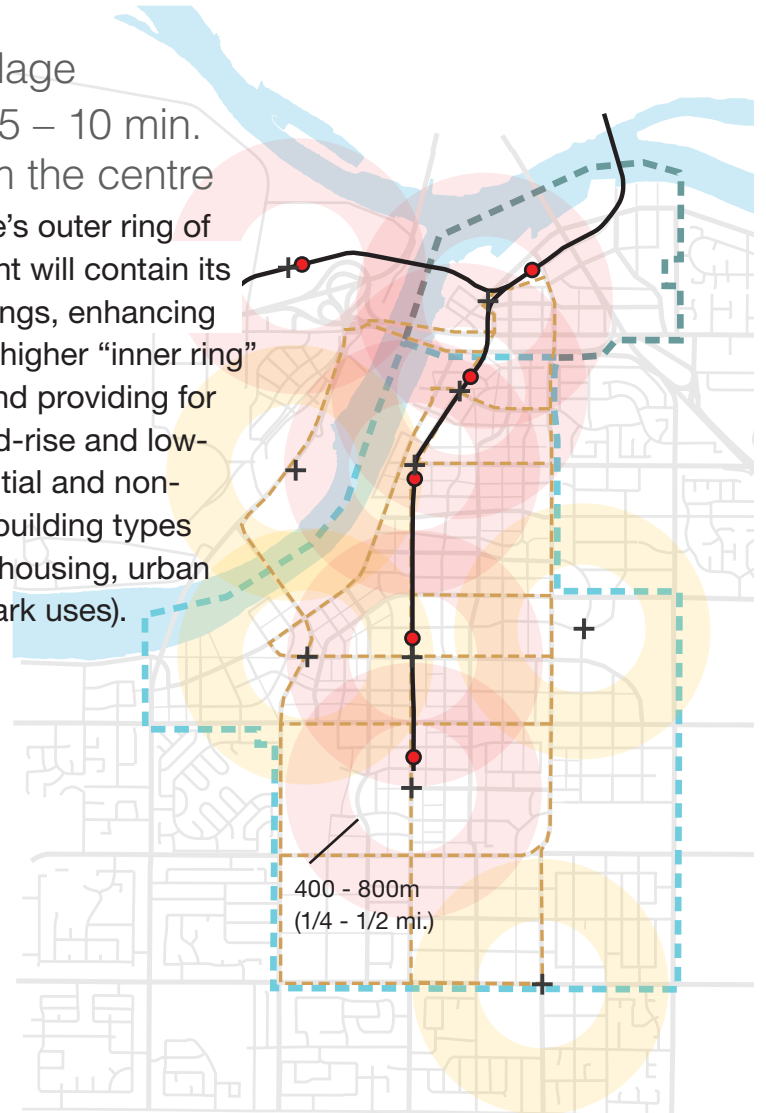 lage
5 – 10 min.
the centre
e’s outer ring of
nt will contain its
ngs, enhancing
higher “inner ring”
nd providing for
d-rise and low-
tial and non-
building types
housing, urban
ark uses).
400 - 800m
(1/4 - 1/2 mi.)